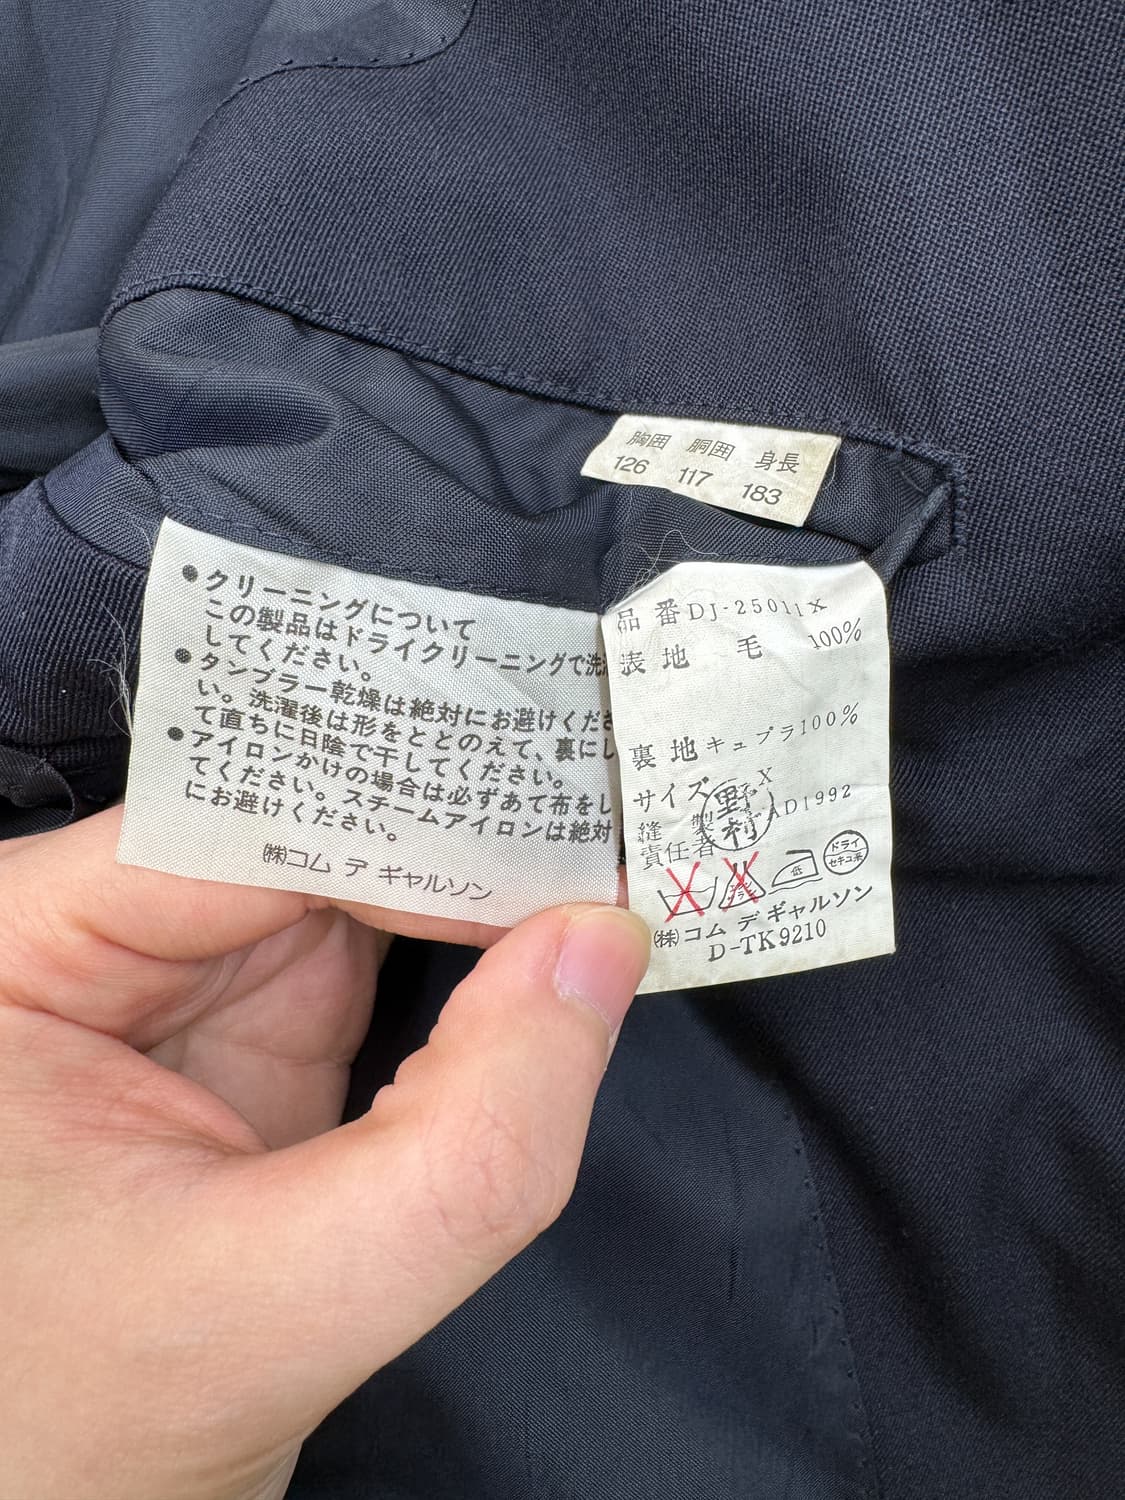 胸囲 胴囲 身長
126 117 183
●クリーニングについて
この製品はドライクリーニングで洗
してください。
●タンブラー乾燥は絶対にお避けくださ
い。洗濯後は形をととのえて、裏にし
て直ちに日陰で干してください。
●アイロンかけの場合は必ずあて布をし
てください。スチームアイロンは絶対
にお避けください。
㈱コム デ ギャルソン
品番DJ-25011X
表地 毛 100%
裏地キュプラ100%
サイズ X
縫製 AD1992
責任者
野村
低
ドライ
セキユ系
㈱コム デ ギャルソン
D-TK9210